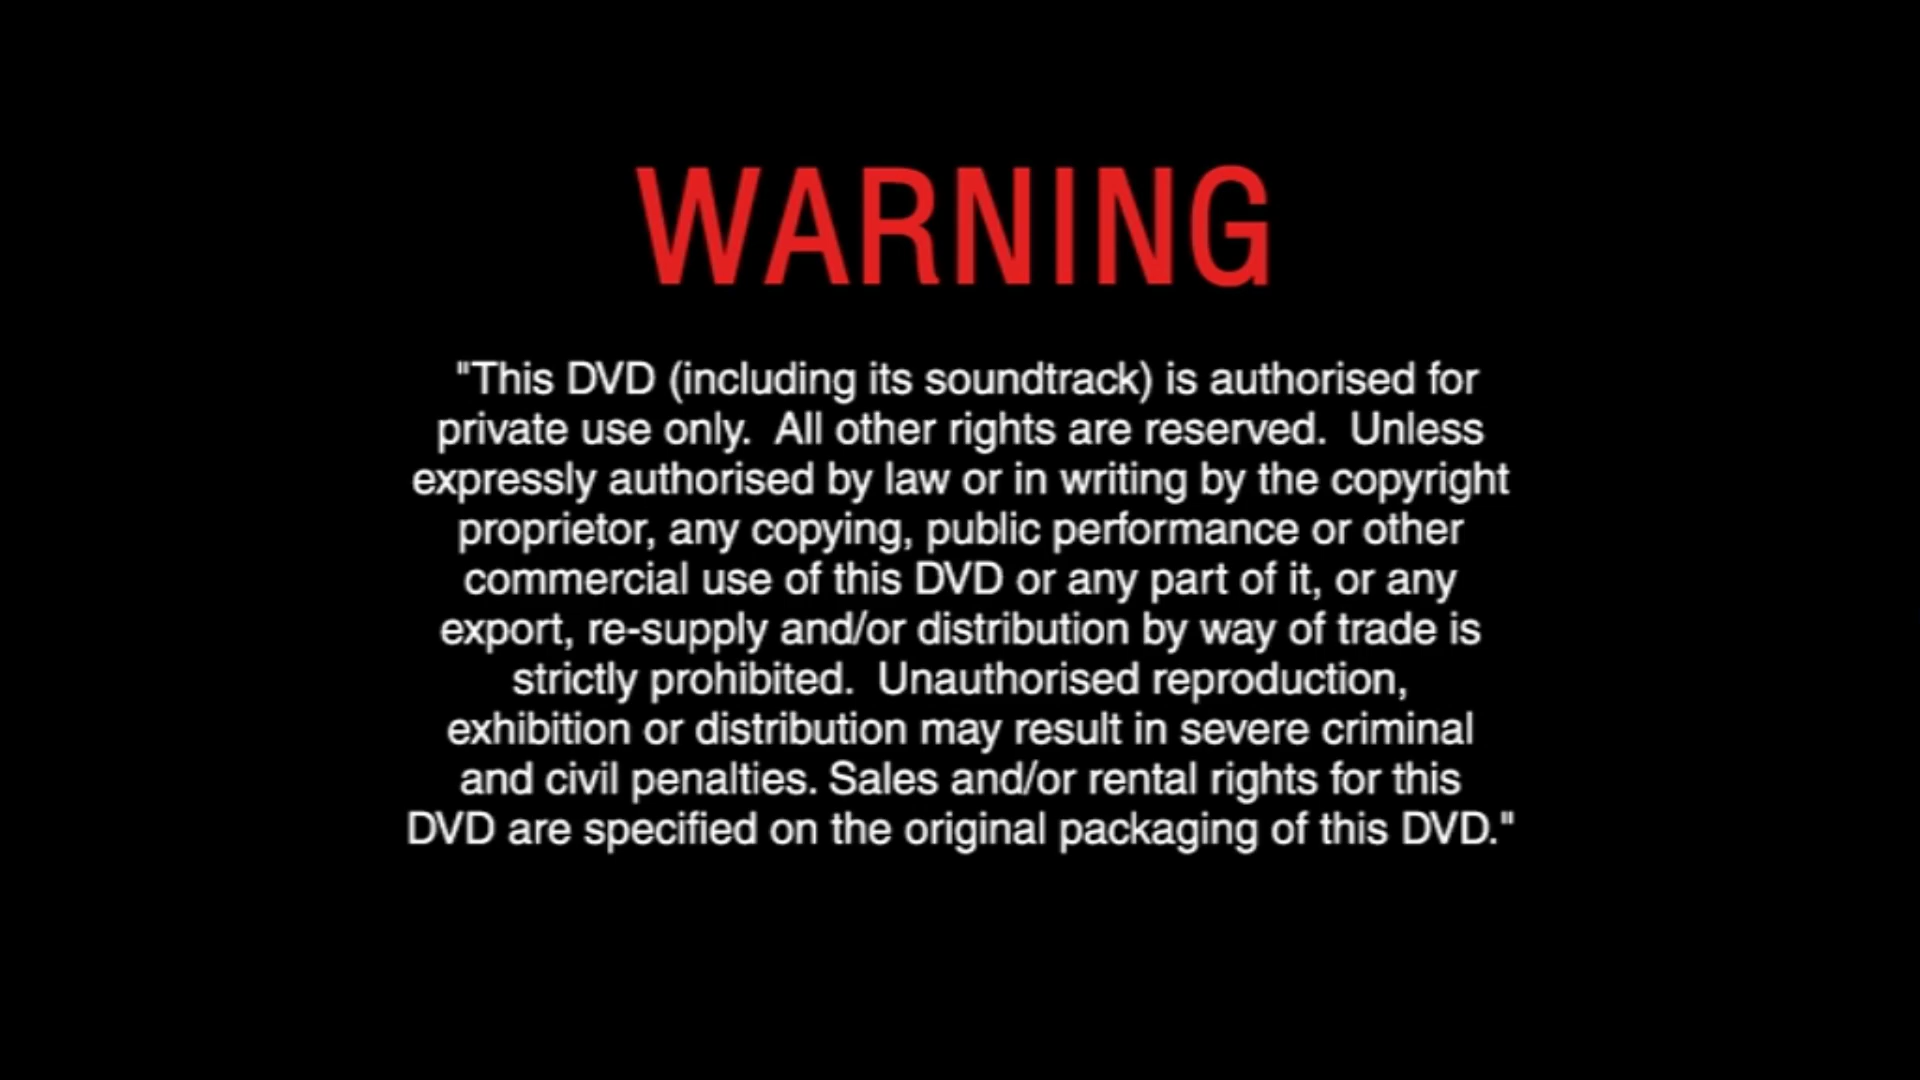 WARNING
"This DVD (including its soundtrack) is authorised for
private use only.  All other rights are reserved.  Unless
expressly authorised by law or in writing by the copyright
proprietor, any copying, public performance or other
commercial use of this DVD or any part of it, or any
export, re-supply and/or distribution by way of trade is
strictly prohibited.  Unauthorised reproduction,
exhibition or distribution may result in severe criminal
and civil penalties. Sales and/or rental rights for this
DVD are specified on the original packaging of this DVD."